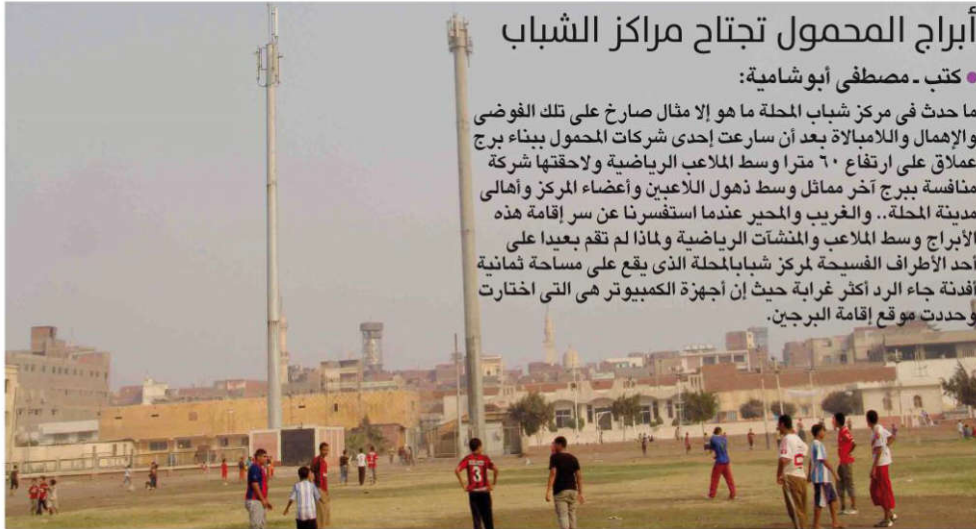 أبراج المحمول تجتاح مراكز الشباب
● كتب ـ مصطفى أبو شامية:
ما حدث فى مركز شباب المحلة ما هو إلا مثال صارخ على تلك الفوضى
والإهمال واللامبالاة بعد أن سارعت إحدى شركات المحمول ببناء برج
عملاق على ارتفاع ٦٠ مترا وسط الملاعب الرياضية ولاحقتها شركة
منافسة ببرج آخر مماثل وسط ذهول اللاعبين وأعضاء المركز وأهالى
مدينة المحلة.. والغريب والمحير عندما استفسرنا عن سر إقامة هذه
الأبراج وسط الملاعب والمنشآت الرياضية ولماذا لم تقم بعيدا على
أحد الأطراف الفسيحة لمركز شبابالمحلة الذى يقع على مساحة ثمانية
أفدنة جاء الرد أكثر غرابة حيث إن أجهزة الكمبيوتر هى التى اختارت
وحددت موقع إقامة البرجين.
3